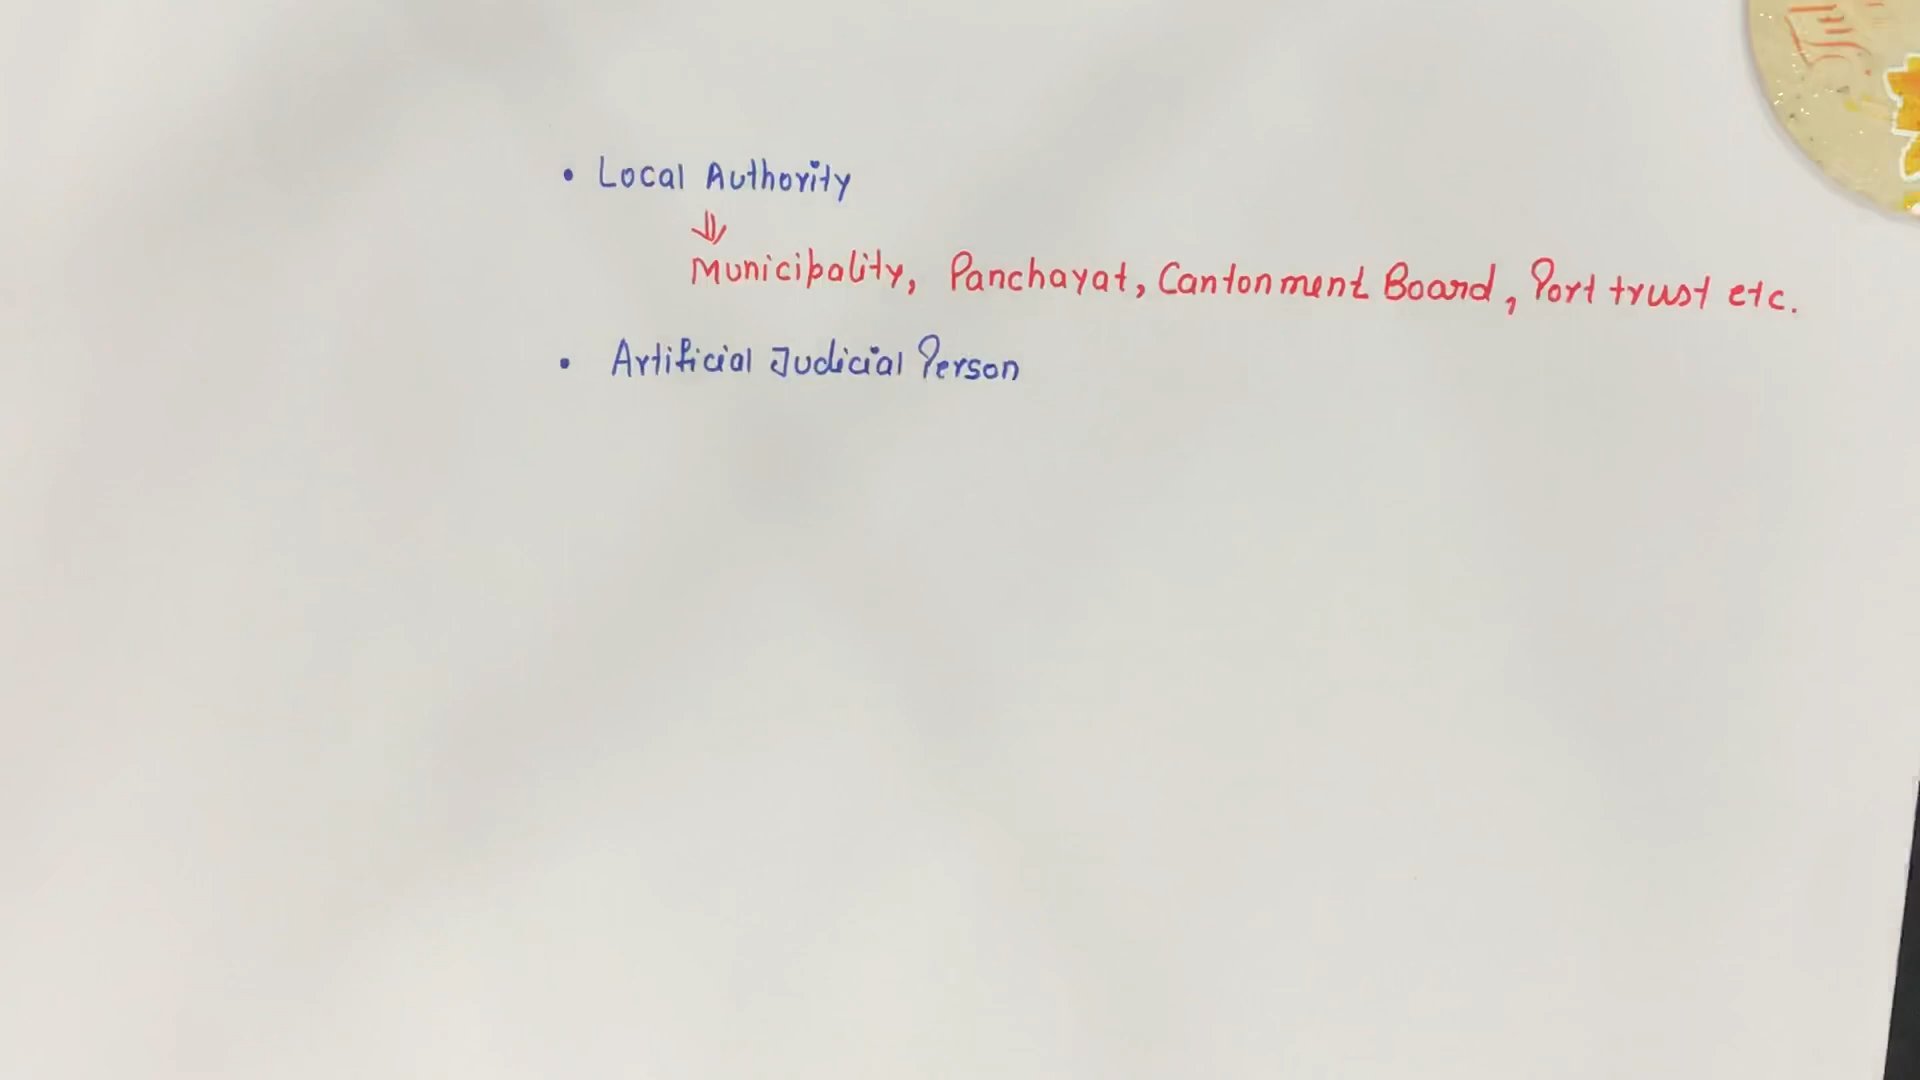 • Local Authority
⇓
Municipality, Panchayat, Cantonment Board, Port trust etc.
• Artificial Judicial Person